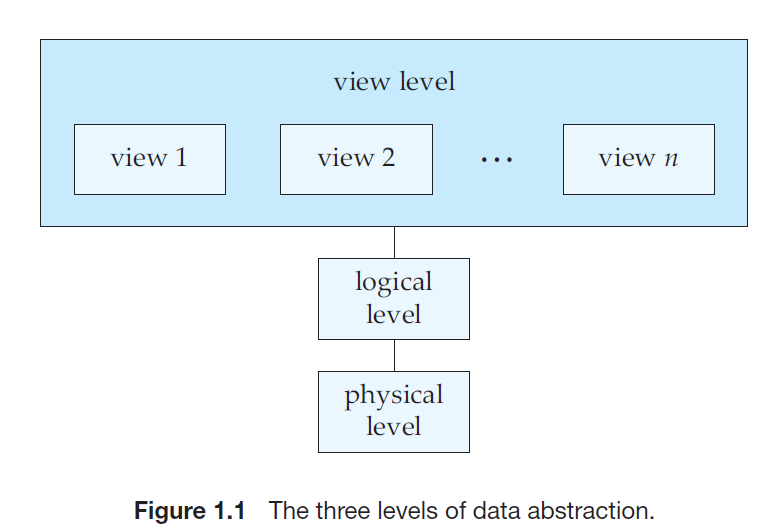 view level
view 1
view 2
...
view n
logical
level
physical
level
Figure 1.1 The three levels of data abstraction.